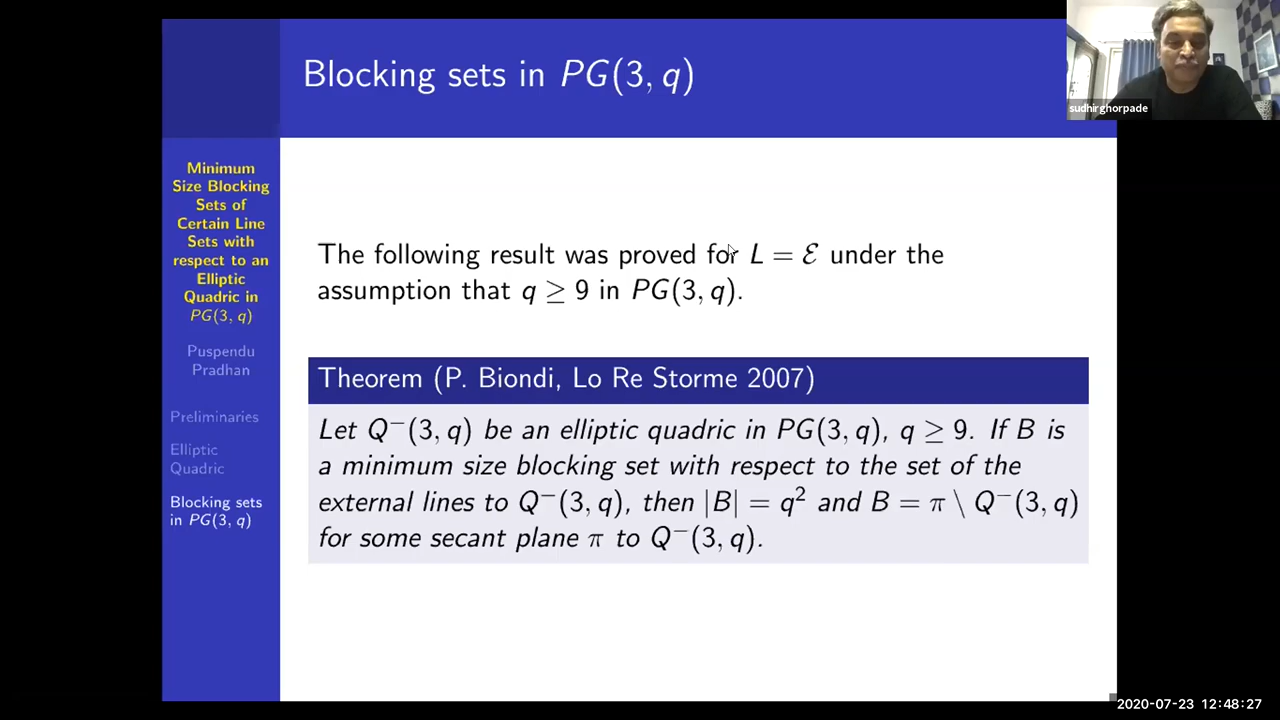 Blocking sets in PG(3, q)
sudhirghorpade
Minimum
Size Blocking
Sets of
Certain Line
Sets with
respect to an
Elliptic
Quadric in
PG(3, q)
Puspendu
Pradhan
Preliminaries
Elliptic
Quadric
Blocking sets
in PG(3, q)
The following result was proved for L = ℰ under the
assumption that q ≥ 9 in PG(3, q).
Theorem (P. Biondi, Lo Re Storme 2007)
Let Q⁻(3, q) be an elliptic quadric in PG(3, q), q ≥ 9. If B is
a minimum size blocking set with respect to the set of the
external lines to Q⁻(3, q), then |B| = q² and B = π \ Q⁻(3, q)
for some secant plane π to Q⁻(3, q).
2020-07-23 12:48:27